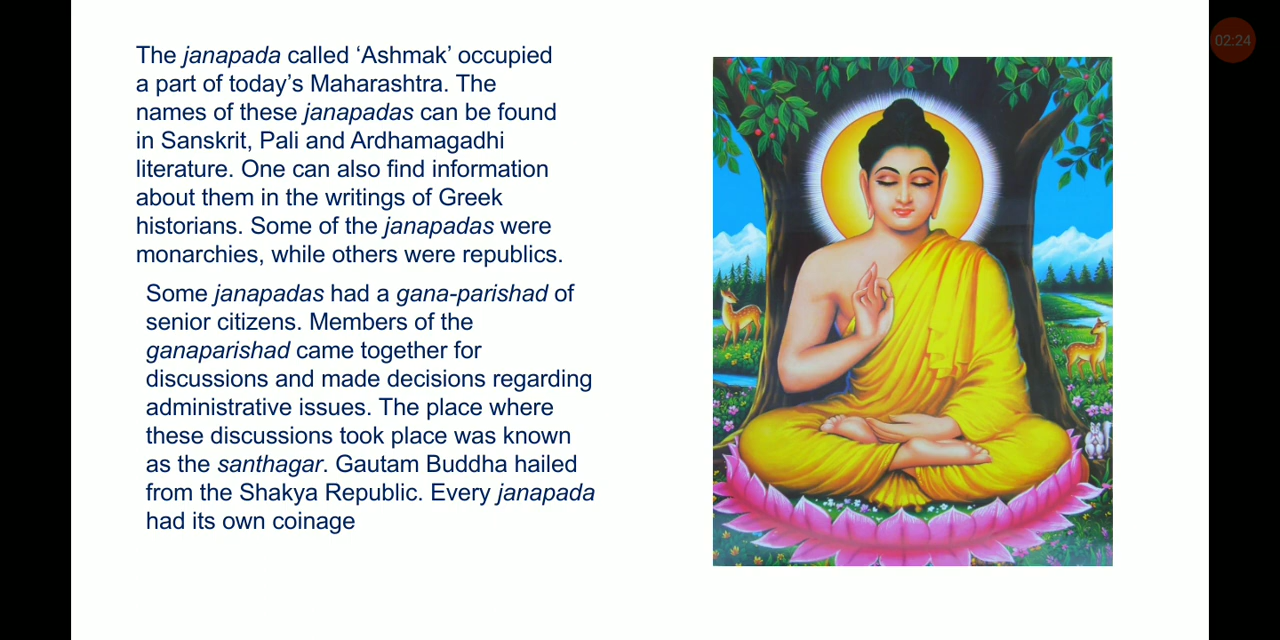 The janapada called ‘Ashmak’ occupied
a part of today’s Maharashtra. The
names of these janapadas can be found
in Sanskrit, Pali and Ardhamagadhi
literature. One can also find information
about them in the writings of Greek
historians. Some of the janapadas were
monarchies, while others were republics.
Some janapadas had a gana-parishad of
senior citizens. Members of the
ganaparishad came together for
discussions and made decisions regarding
administrative issues. The place where
these discussions took place was known
as the santhagar. Gautam Buddha hailed
from the Shakya Republic. Every janapada
had its own coinage
02:24